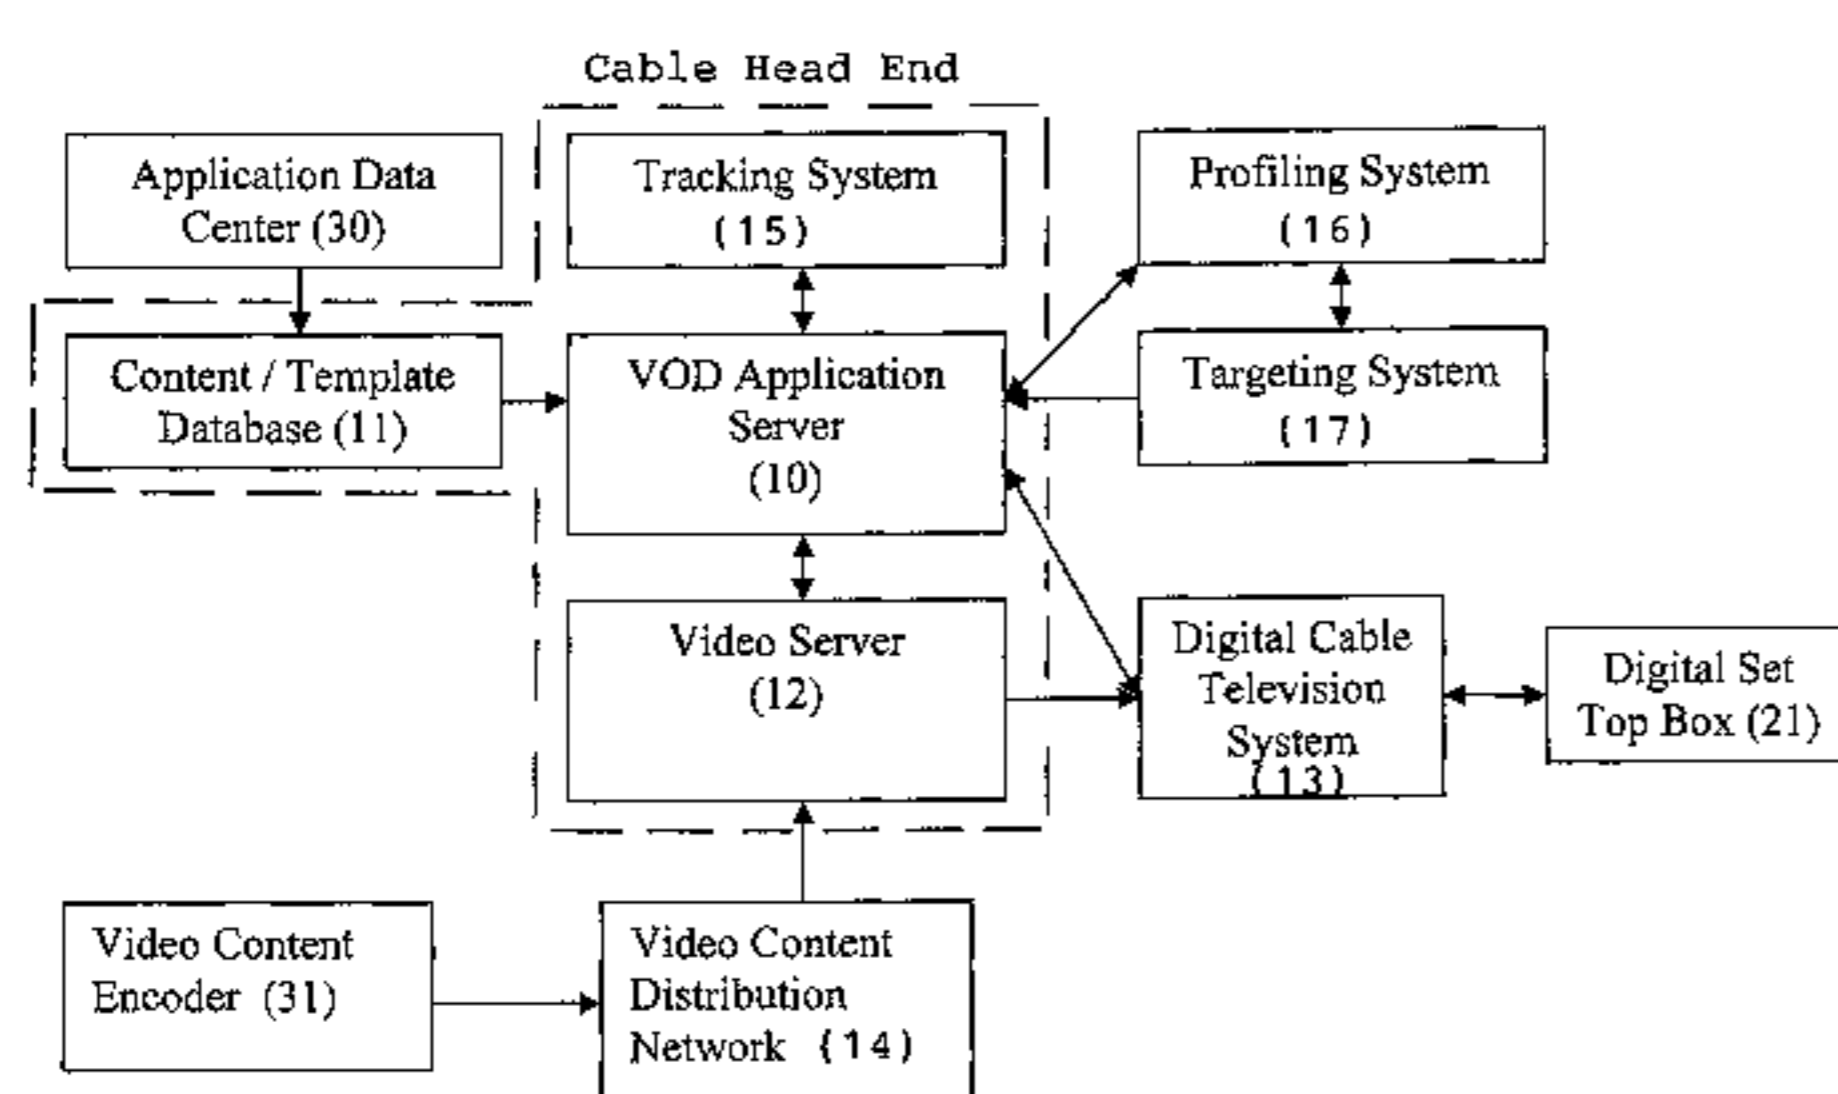 Cable Head End
Application Data
Center (30)
Tracking System
(15)
Profiling System
(16)
Content / Template
Database (11)
VOD Application
Server
(10)
Targeting System
(17)
Video Server
(12)
Digital Cable
Television
System
(13)
Digital Set
Top Box (21)
Video Content
Encoder (31)
Video Content
Distribution
Network (14)